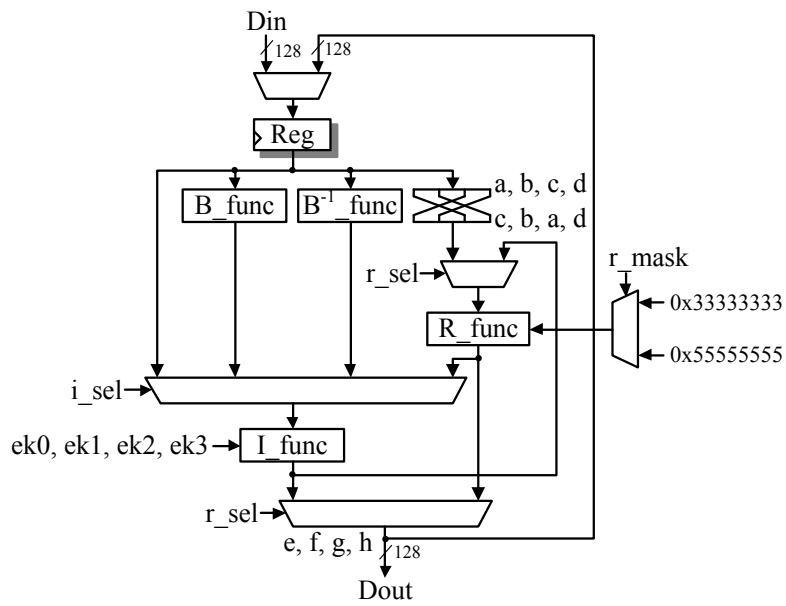 Din
128 128
Reg
a, b, c, d
B_func B⁻¹_func
c, b, a, d
r_mask
r_sel
0x33333333
R_func
0x55555555
i_sel
ek0, ek1, ek2, ek3 I_func
r_sel
e, f, g, h 128
Dout